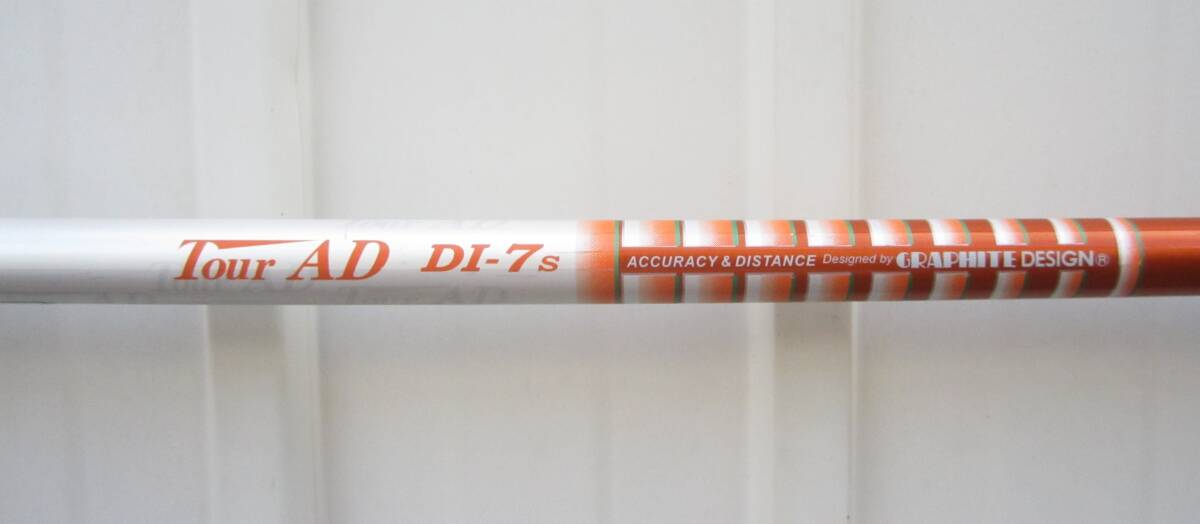 Tour AD DI-7s ACCURACY & DISTANCE Designed by GRAPHITE DESIGN®